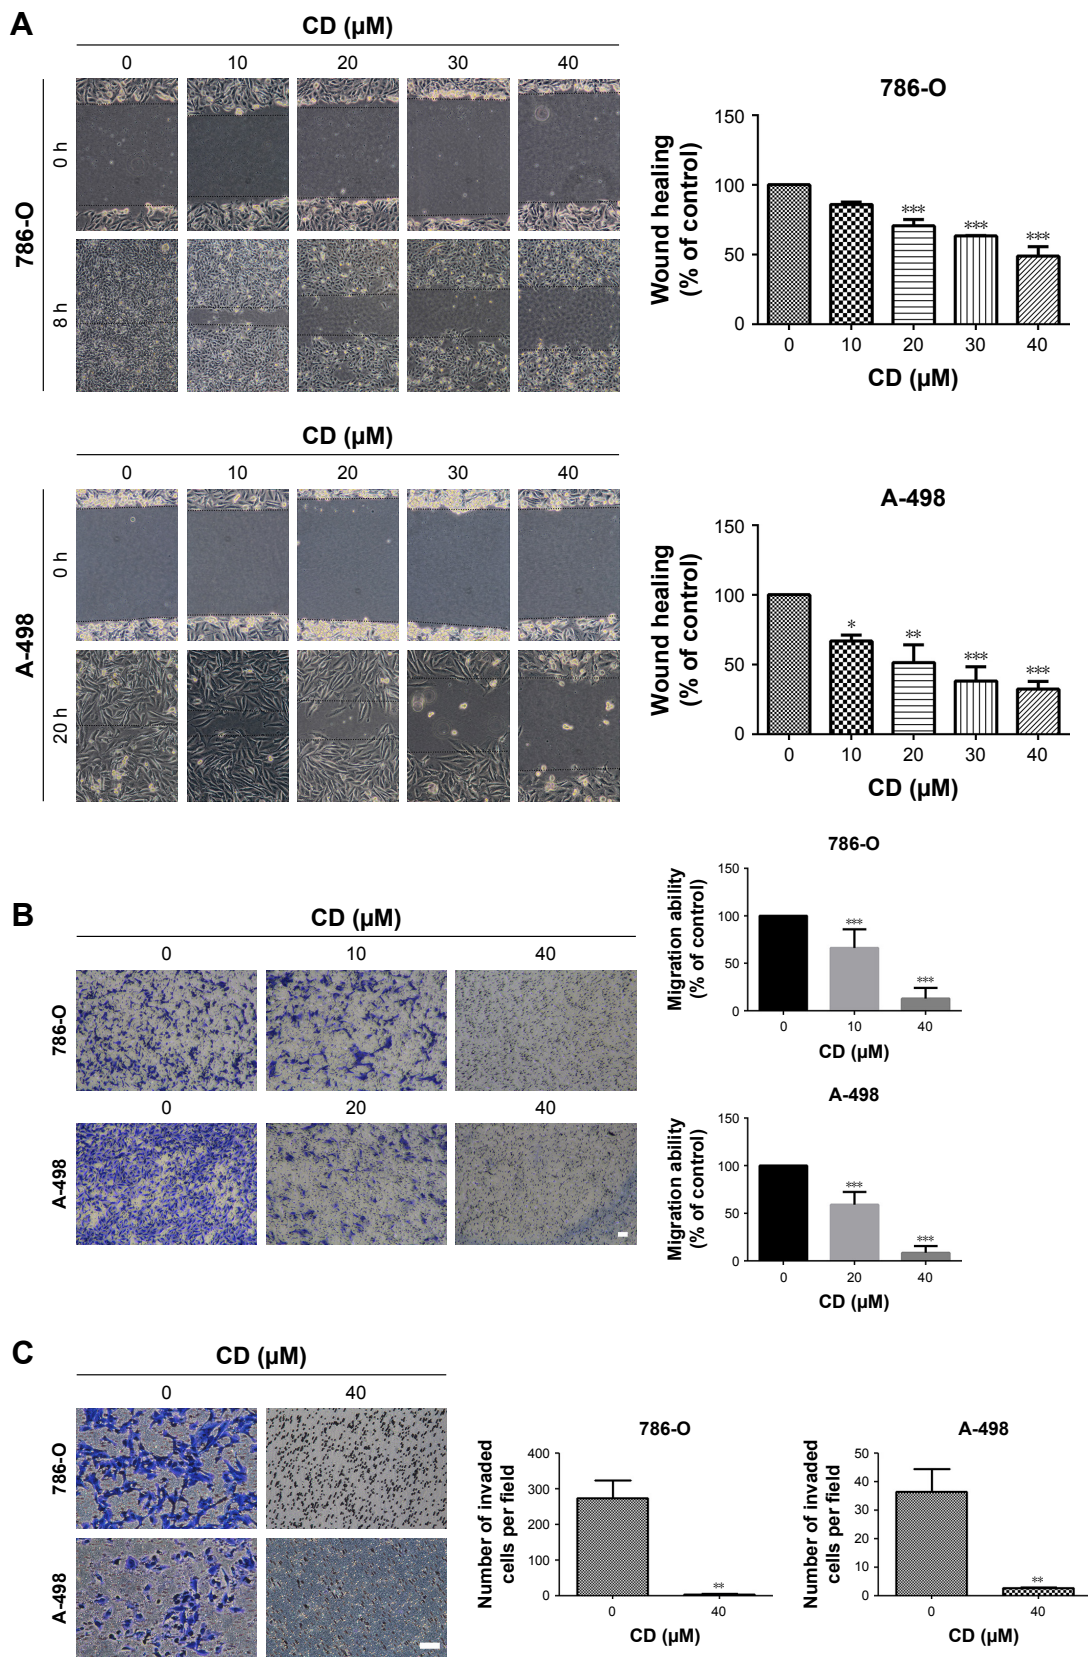 A
CD (µM)
0 10 20 30 40
786-O
0 h
8 h
786-O
Wound healing
(% of control)
150
100
50
0
*** *** ***
0 10 20 30 40
CD (µM)
CD (µM)
0 10 20 30 40
A-498
0 h
20 h
A-498
Wound healing
(% of control)
150
100
50
0
* ** *** ***
0 10 20 30 40
CD (µM)
B
CD (µM)
0 10 40
786-O
0 20 40
A-498
786-O
Migration ability
(% of control)
150
100
50
0
*** ***
0 10 40
CD (µM)
A-498
Migration ability
(% of control)
150
100
50
0
*** ***
0 20 40
CD (µM)
C
CD (µM)
0 40
786-O
A-498
786-O
Number of invaded
cells per field
400
300
200
100
0
**
0 40
CD (µM)
A-498
Number of invaded
cells per field
50
40
30
20
10
0
**
0 40
CD (µM)